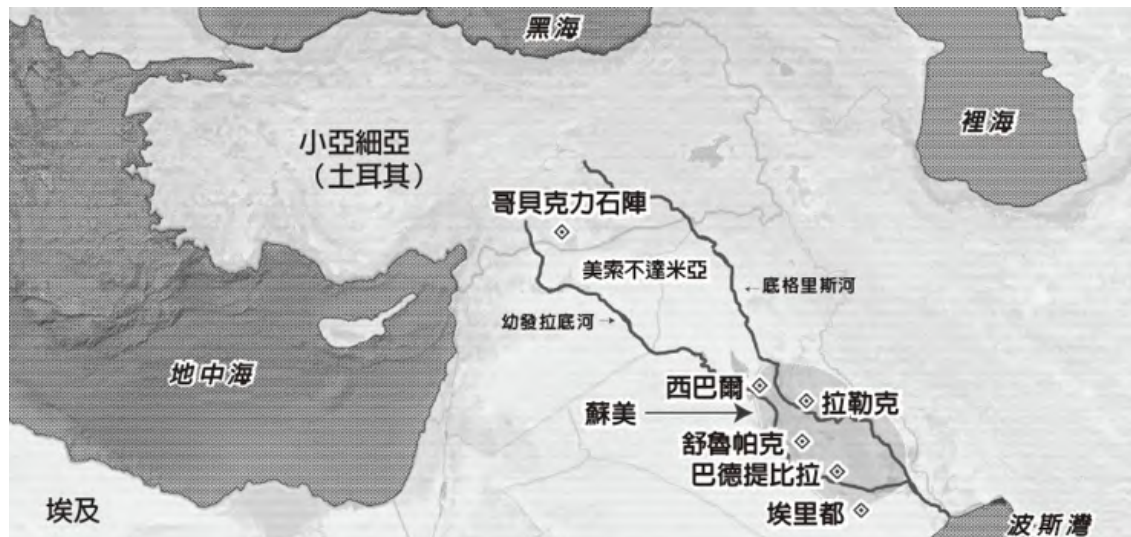 黑海
裡海
小亞細亞
（土耳其）
哥貝克力石陣
美索不達米亞
←底格里斯河
幼發拉底河→
地中海
西巴爾
拉勒克
蘇美
舒魯帕克
巴德提比拉
埃及
埃里都
波斯灣